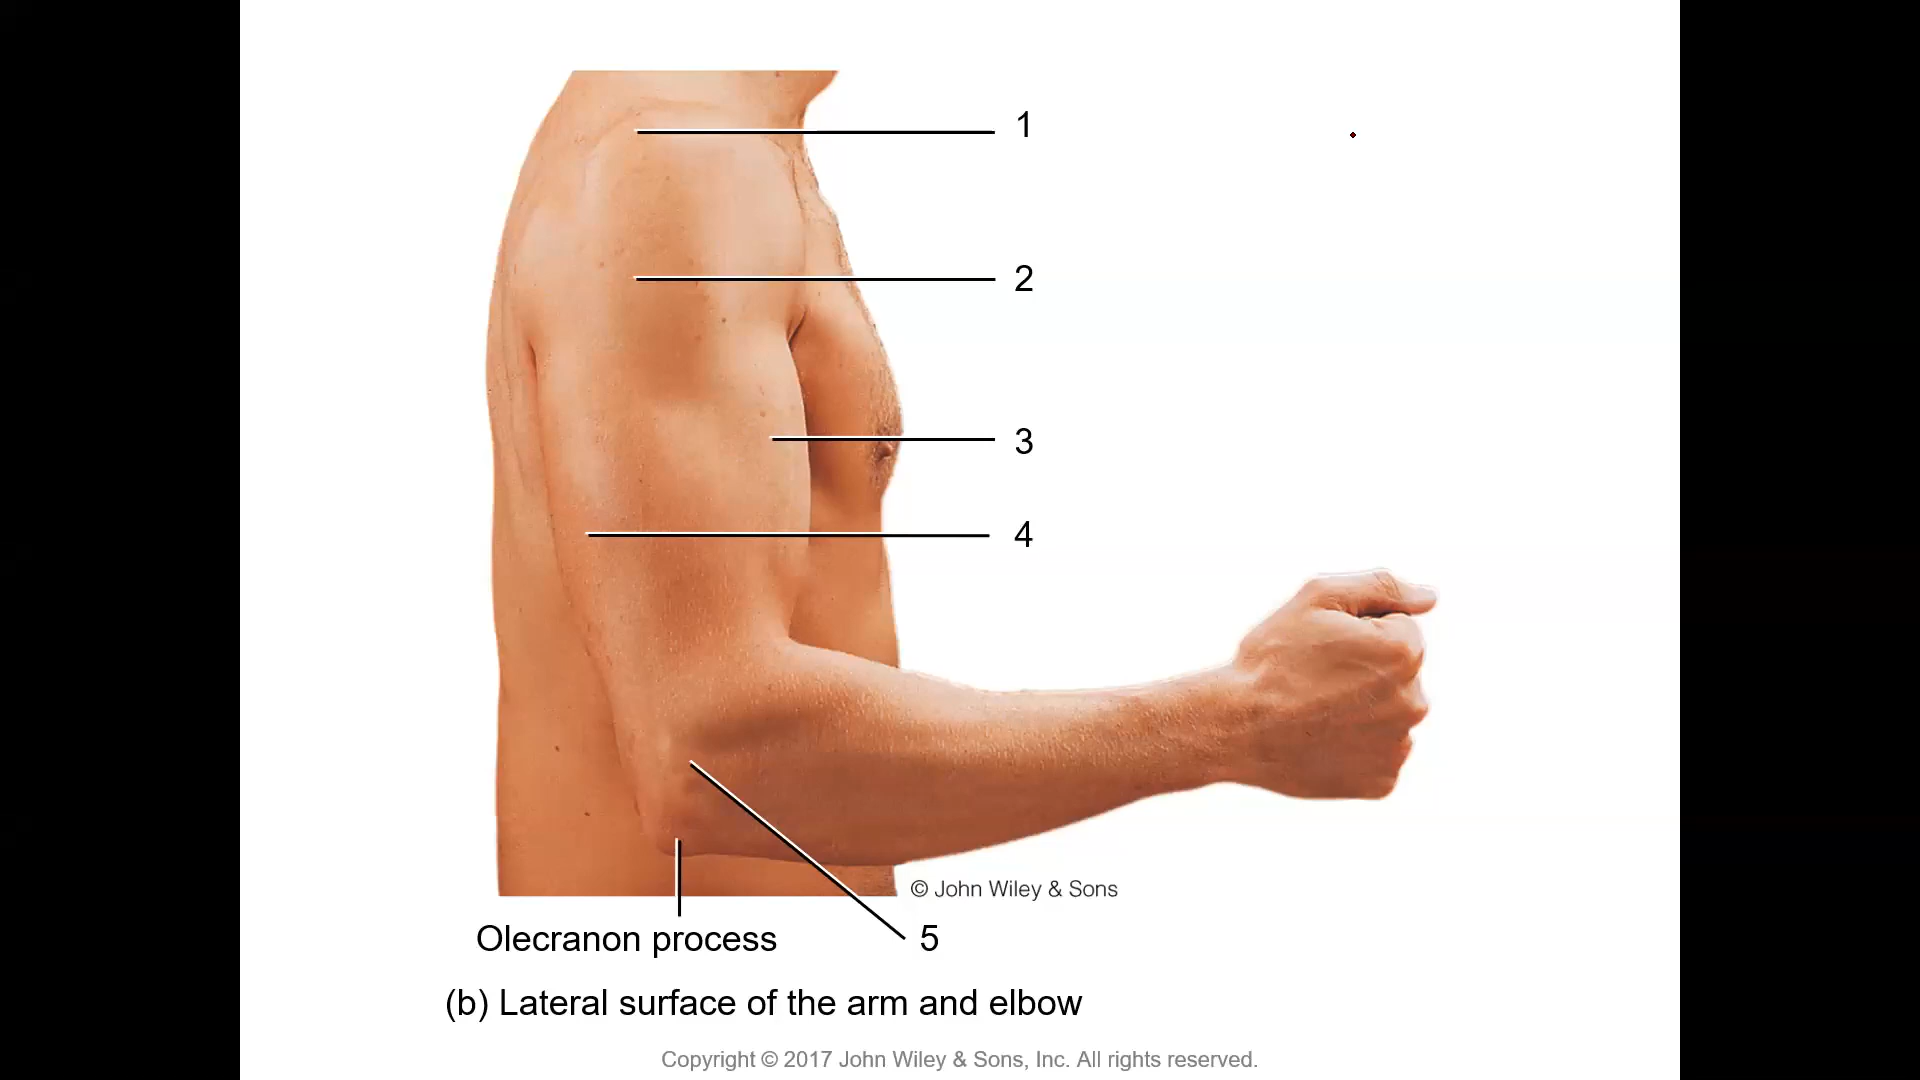 1
2
3
4
© John Wiley & Sons
Olecranon process
5
(b) Lateral surface of the arm and elbow
Copyright © 2017 John Wiley & Sons, Inc. All rights reserved.